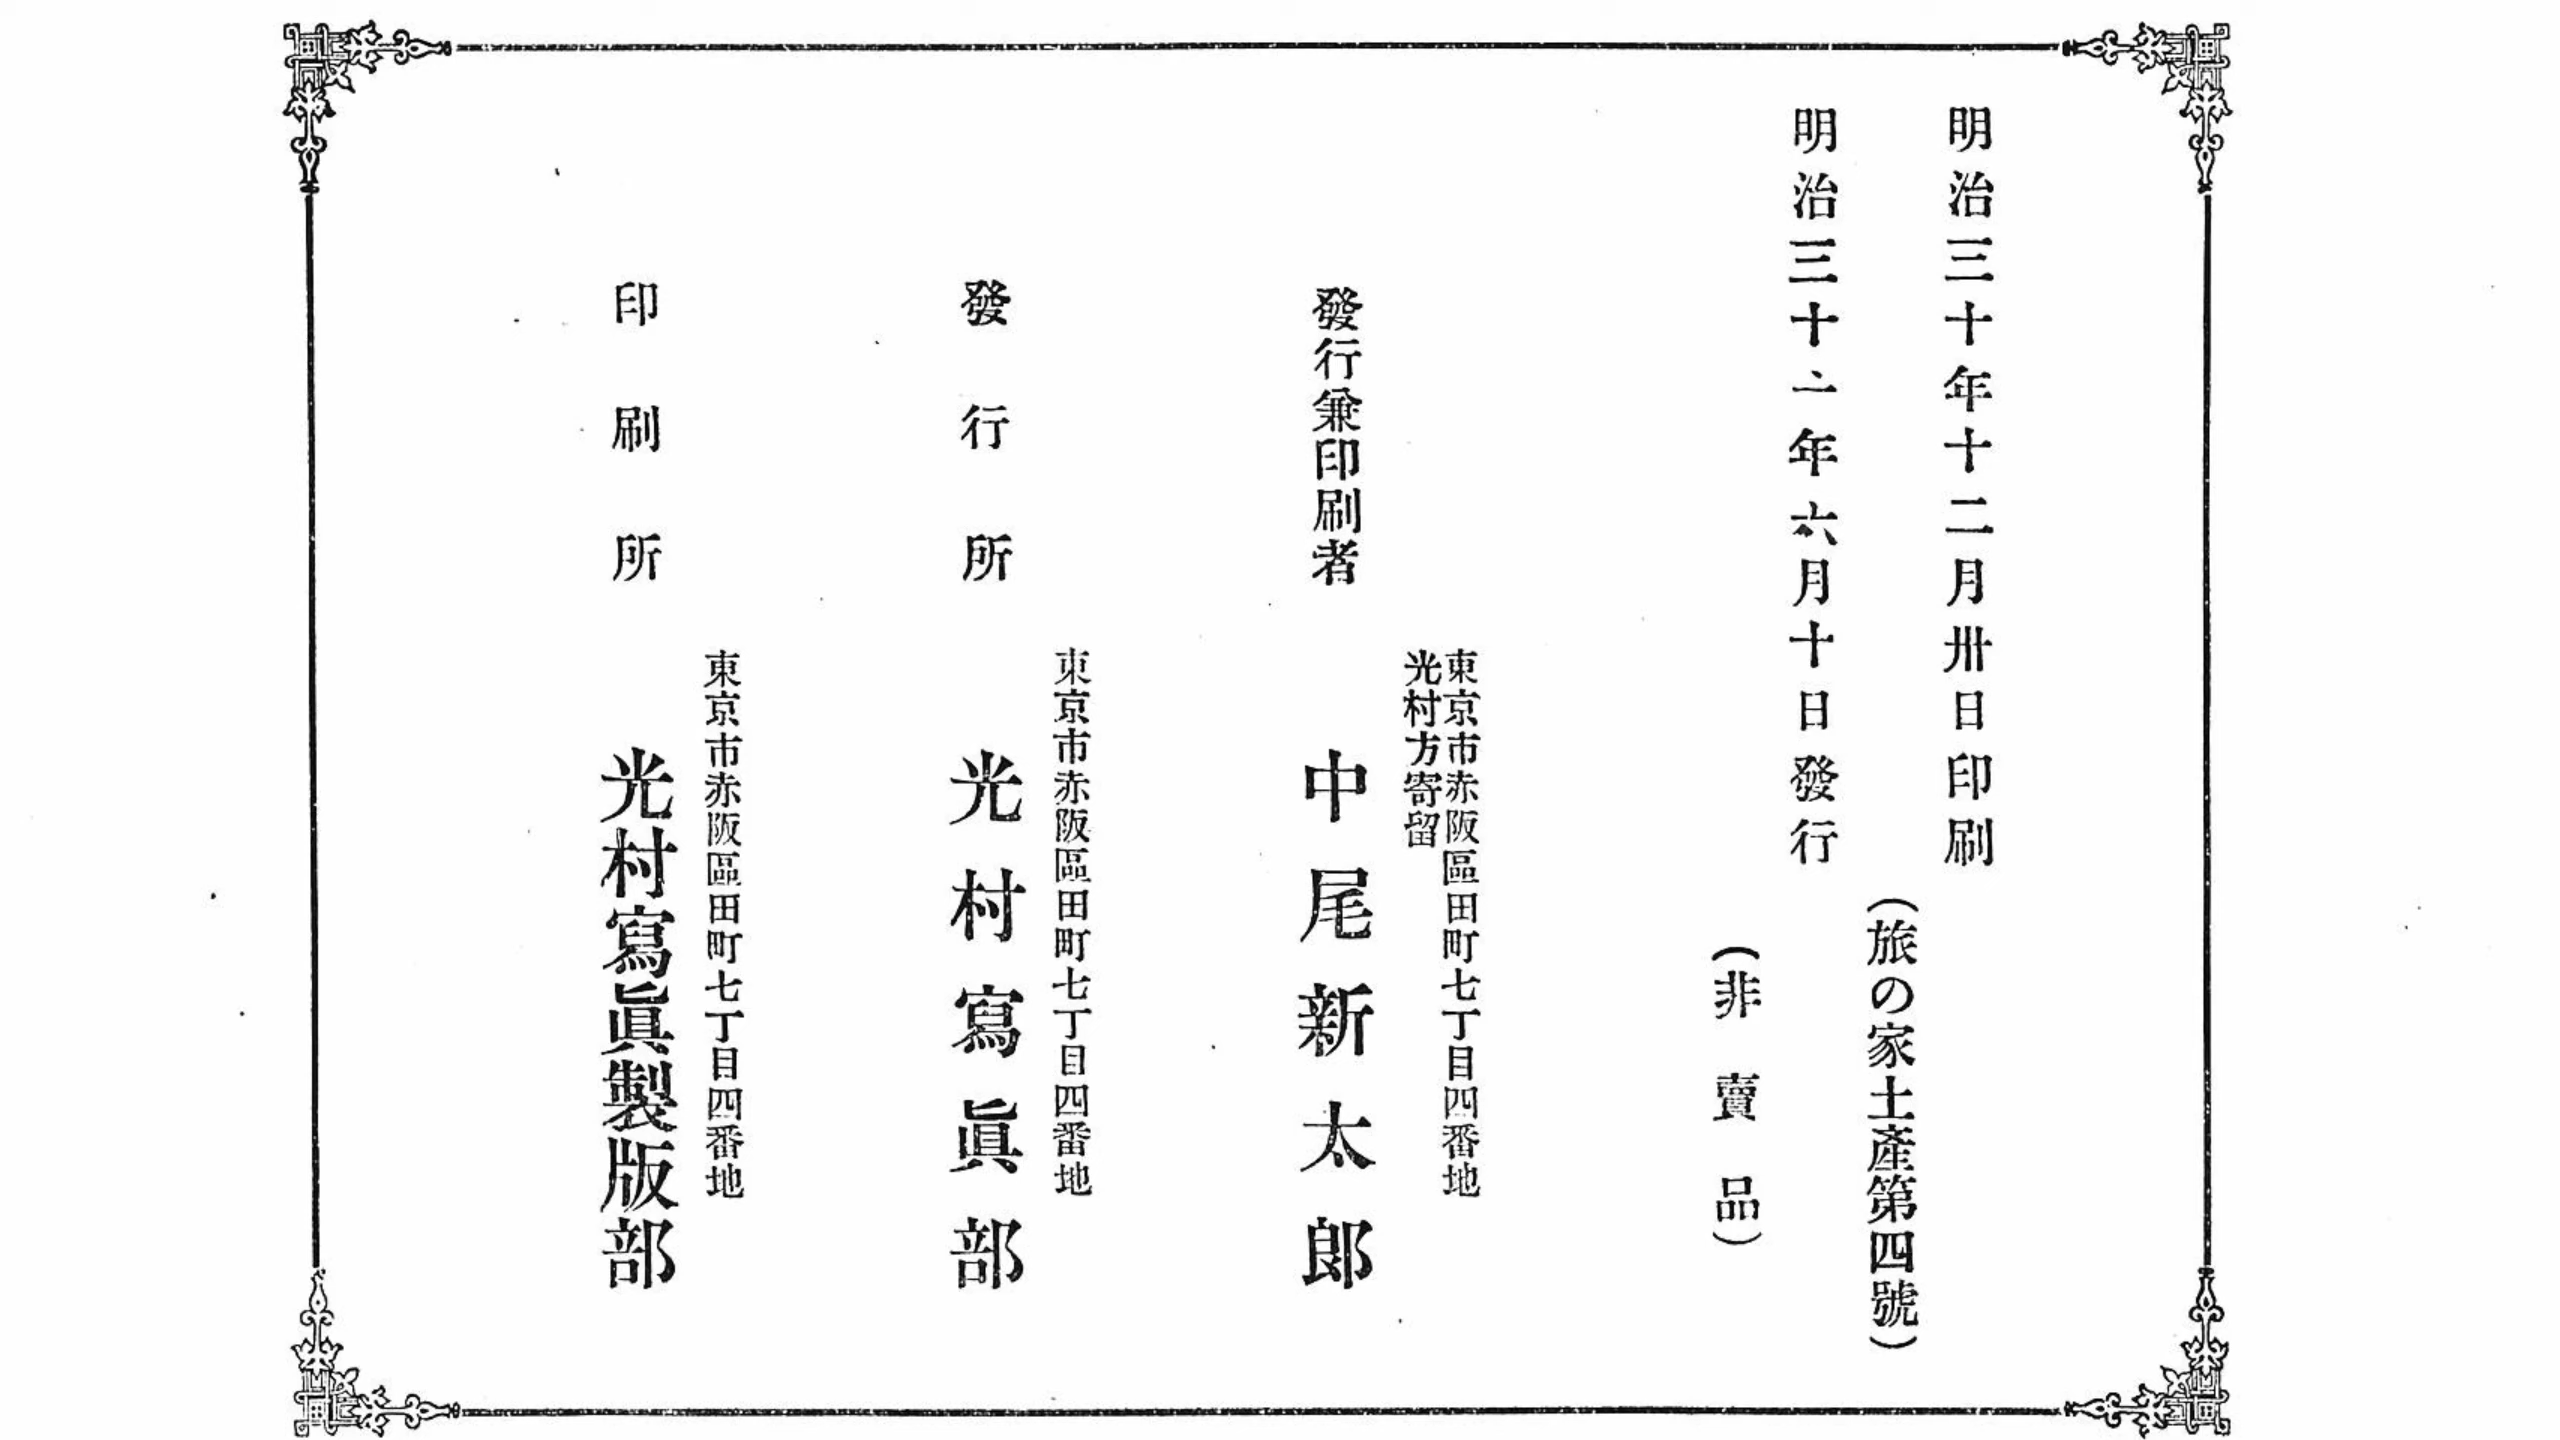 明治三十年十二月卅日印刷
(旅の家土産第四號)
明治三十二年六月十日發行
(非賣品)
東京市赤阪區田町七丁目四番地
光村方寄留
發行兼印刷者 中尾新太郎
東京市赤阪區田町七丁目四番地
發行所 光村寫眞部
東京市赤阪區田町七丁目四番地
印刷所 光村寫眞製版部